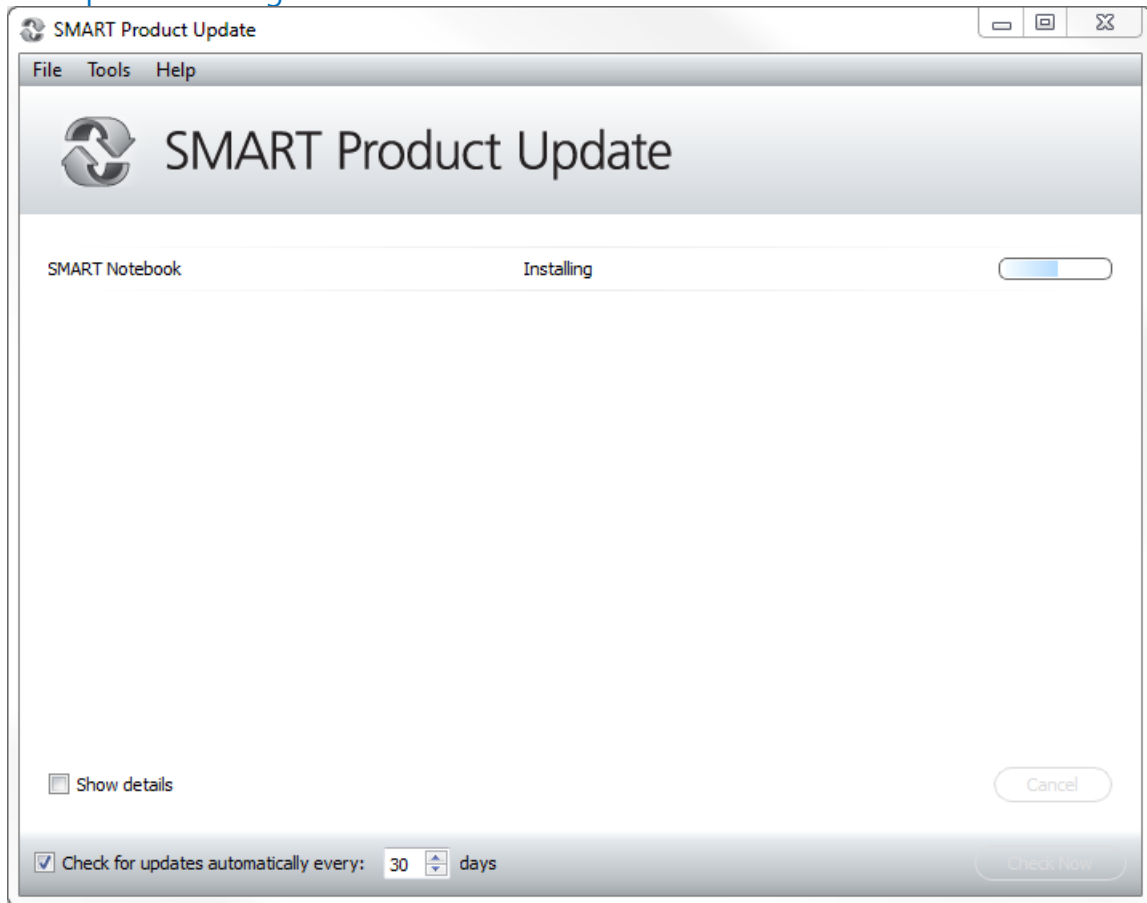 SMART Product Update
File Tools Help
SMART Product Update
SMART Notebook Installing
Show details Cancel
Check for updates automatically every: 30 days Check Now